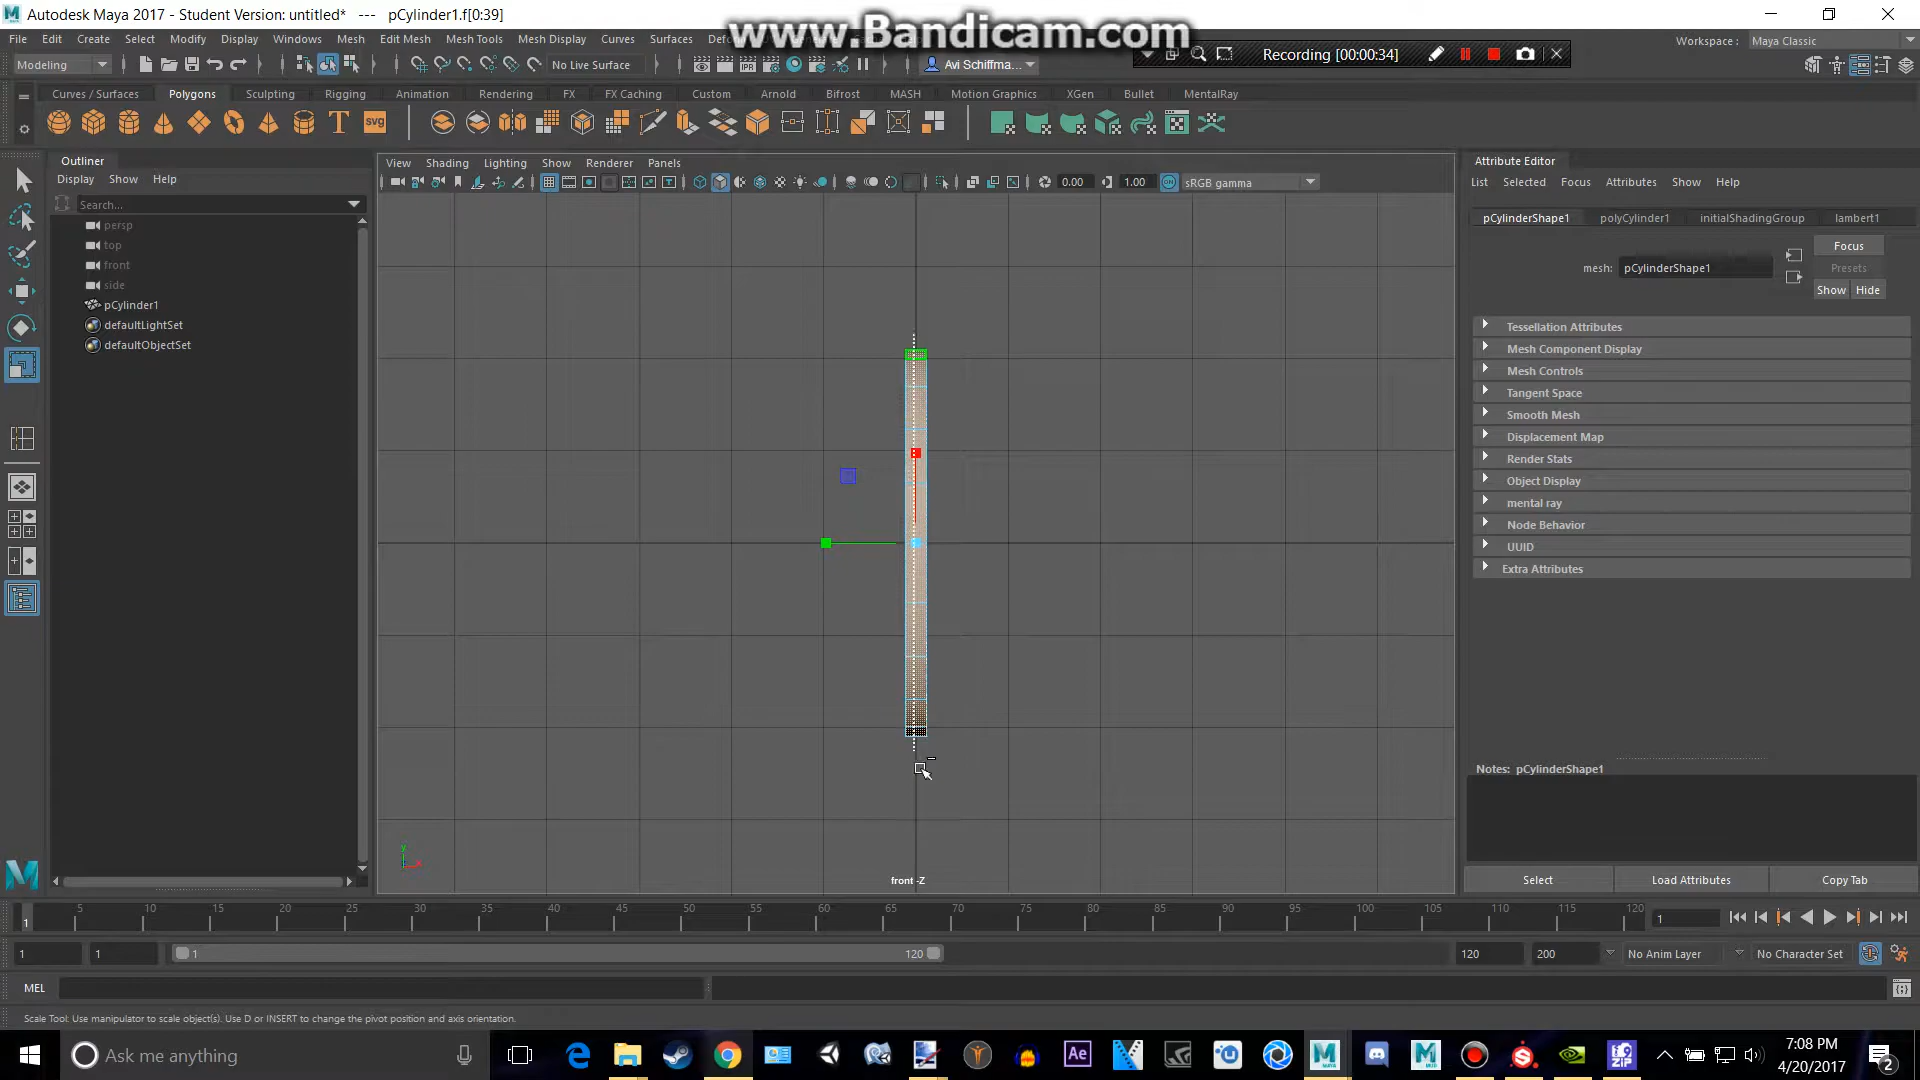 Autodesk Maya 2017 - Student Version: untitled* --- pCylinder1.f[0:39]
www.Bandicam.com
File Edit Create Select Modify Display Windows Mesh Edit Mesh Mesh Tools Mesh Display Curves Surfaces
Workspace: Maya Classic
Recording [00:00:34]
Modeling No Live Surface Avi Schiffma...
Curves / Surfaces Polygons Sculpting Rigging Animation Rendering FX FX Caching Custom Arnold Bifrost MASH Motion Graphics XGen Bullet MentalRay
T svg
Outliner
Display Show Help
Search...
persp
top
front
side
pCylinder1
defaultLightSet
defaultObjectSet
View Shading Lighting Show Renderer Panels
0.00 1.00 sRGB gamma
y x
front -Z
Attribute Editor
List Selected Focus Attributes Show Help
pCylinderShape1 polyCylinder1 initialShadingGroup lambert1
Focus
mesh: pCylinderShape1
Presets
Show Hide
Tessellation Attributes
Mesh Component Display
Mesh Controls
Tangent Space
Smooth Mesh
Displacement Map
Render Stats
Object Display
mental ray
Node Behavior
UUID
Extra Attributes
Notes: pCylinderShape1
Select Load Attributes Copy Tab
1 5 10 15 20 25 30 35 40 45 50 55 60 65 70 75 80 85 90 95 100 105 110 115 120 1
1 1 1 120 120 200 No Anim Layer No Character Set
MEL
Scale Tool: Use manipulator to scale object(s). Use D or INSERT to change the pivot position and axis orientation.
Ask me anything
Ae
ZIP
7:08 PM
4/20/2017
2